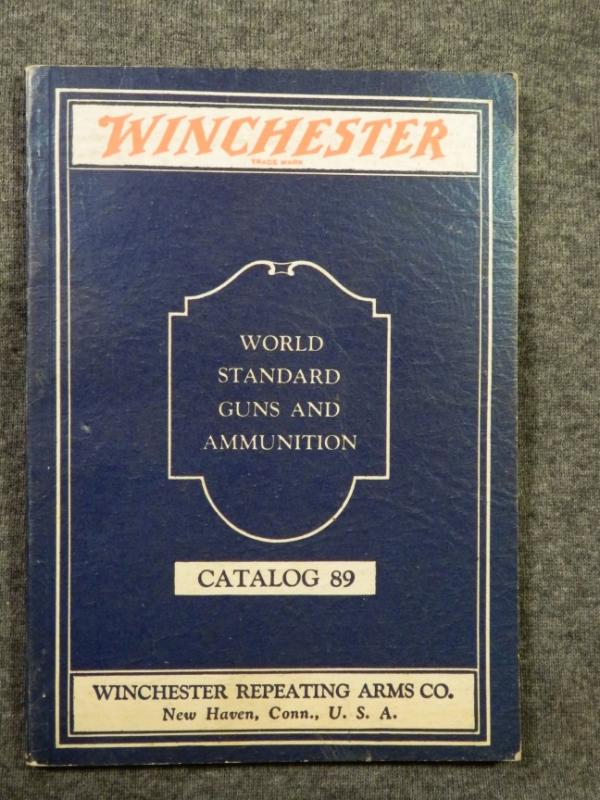 WINCHESTER
TRADE MARK
WORLD
STANDARD
GUNS AND
AMMUNITION
CATALOG 89
WINCHESTER REPEATING ARMS CO.
New Haven, Conn., U. S. A.